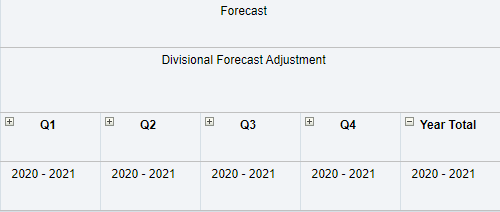 Forecast
Divisional Forecast Adjustment
Q1 Q2 Q3 Q4 Year Total
2020 - 2021 2020 - 2021 2020 - 2021 2020 - 2021 2020 - 2021